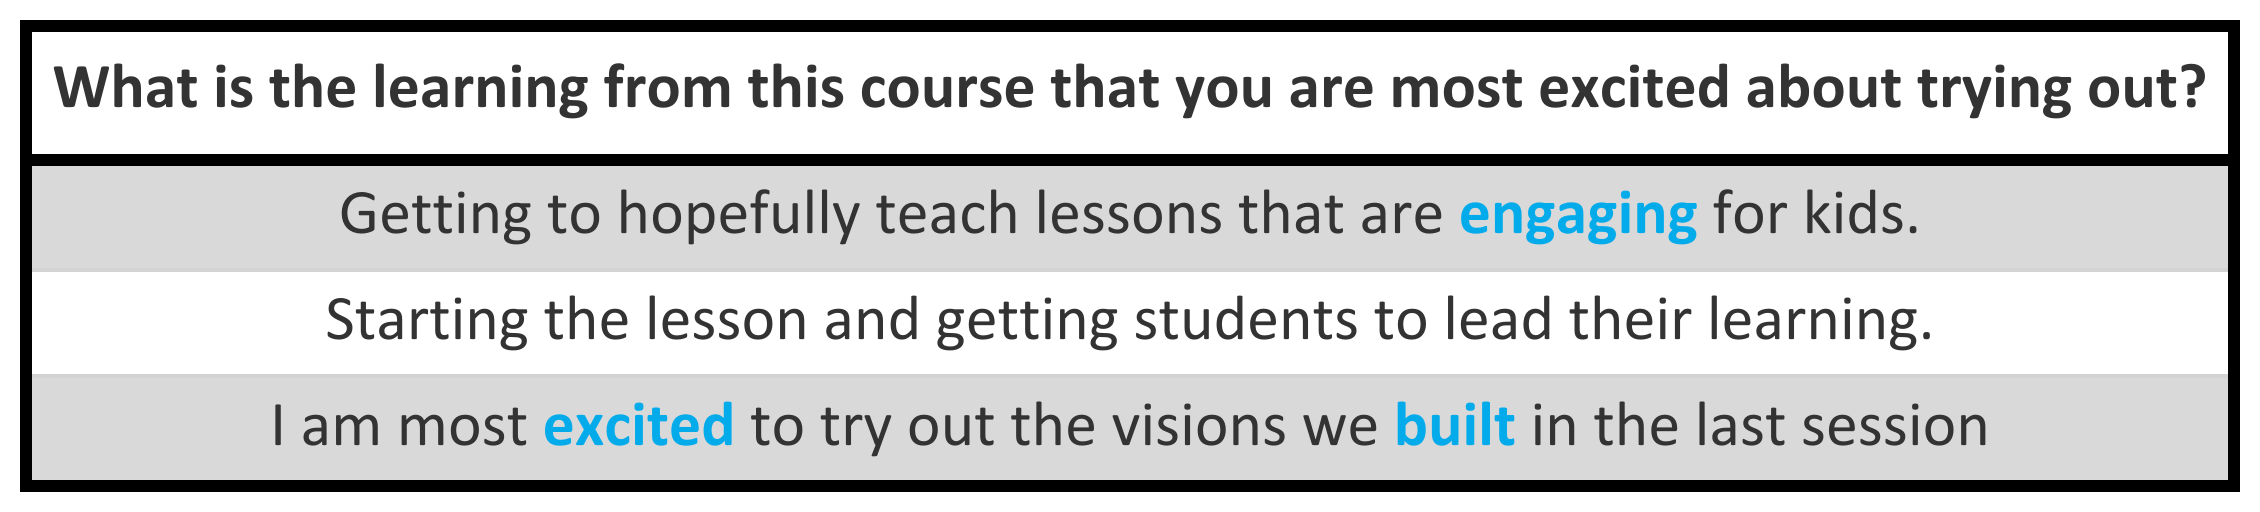 What is the learning from this course that you are most excited about trying out?
Getting to hopefully teach lessons that are engaging for kids.
Starting the lesson and getting students to lead their learning.
I am most excited to try out the visions we built in the last session